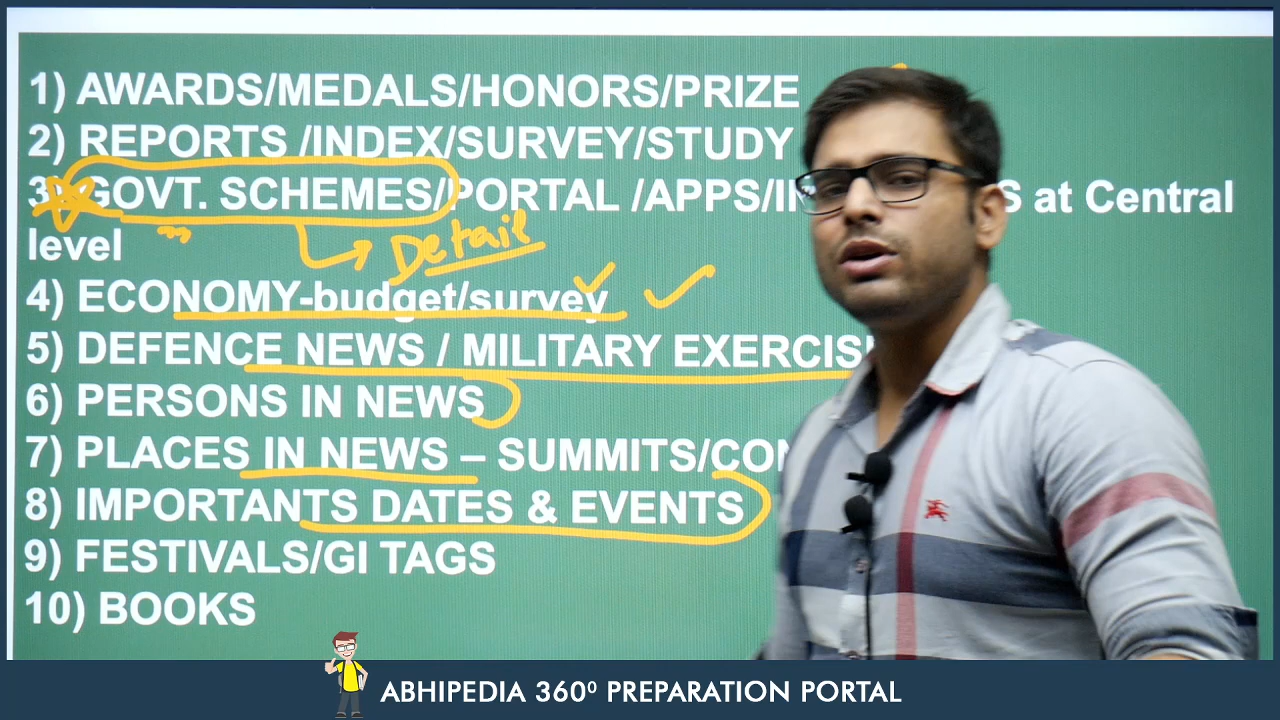 1) AWARDS/MEDALS/HONORS/PRIZE
2) REPORTS /INDEX/SURVEY/STUDY
3) GOVT. SCHEMES/PORTAL /APPS/ at Central
level
Detail
4) ECONOMY-budget/survey
5) DEFENCE NEWS / MILITARY
6) PERSONS IN NEWS
7) PLACES IN NEWS – SUMMITS/
8) IMPORTANTS DATES & EVENTS
9) FESTIVALS/GI TAGS
10) BOOKS
ABHIPEDIA 360⁰ PREPARATION PORTAL